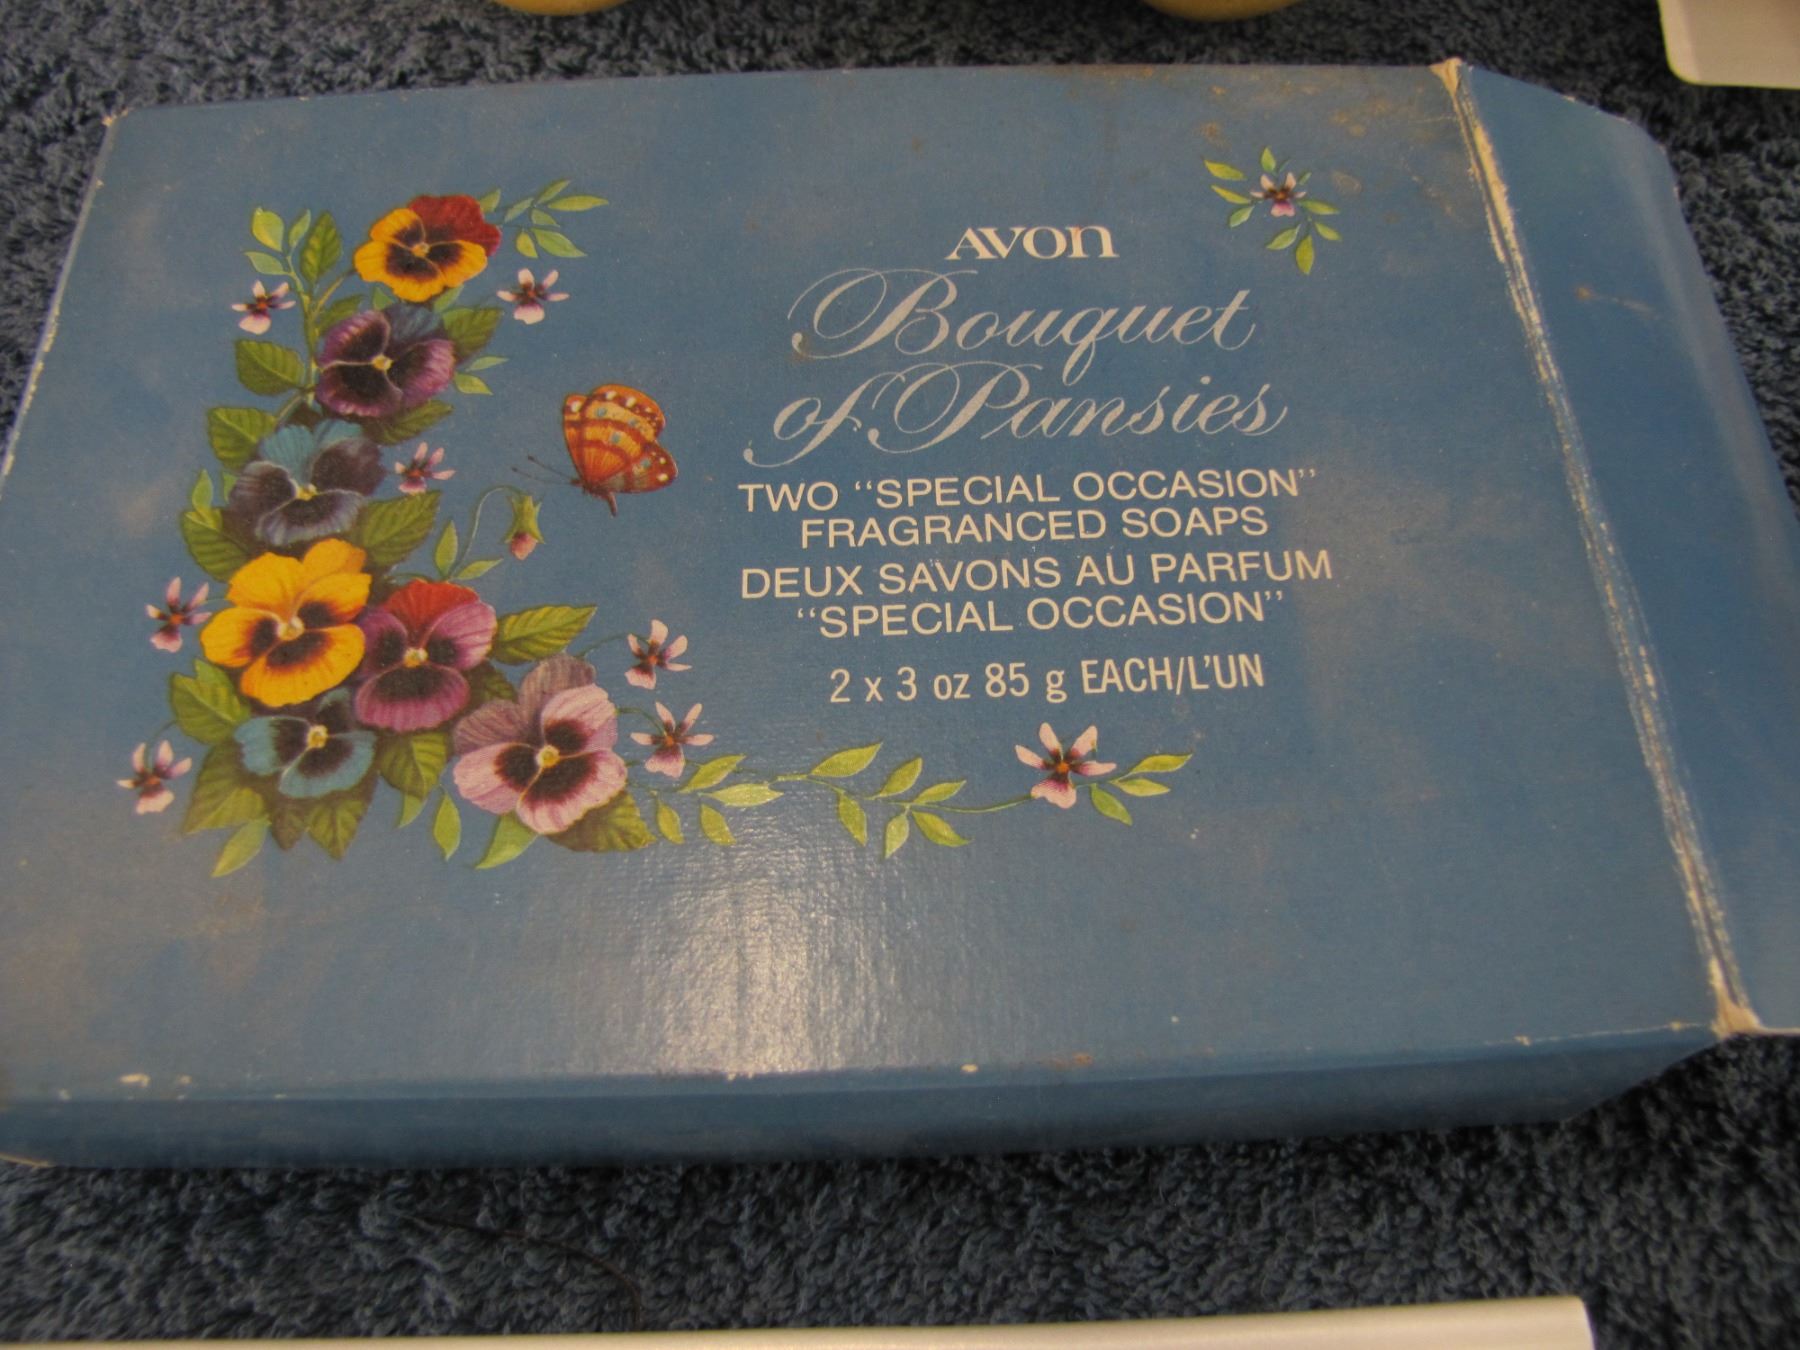 AVON
Bouquet
of Pansies
TWO “SPECIAL OCCASION”
FRAGRANCED SOAPS
DEUX SAVONS AU PARFUM
“SPECIAL OCCASION”
2 x 3 oz 85 g EACH/L'UN